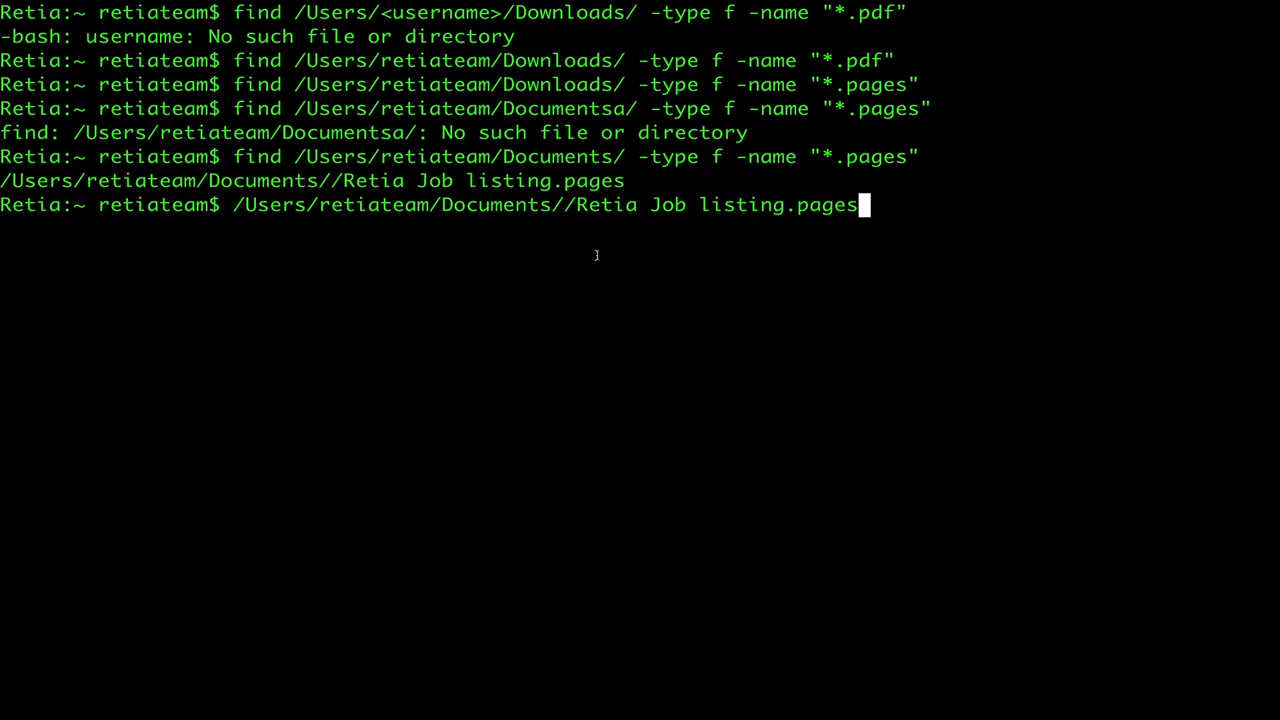 Retia:~ retiateam$ find /Users/<username>/Downloads/ -type f -name "*.pdf"
-bash: username: No such file or directory
Retia:~ retiateam$ find /Users/retiateam/Downloads/ -type f -name "*.pdf"
Retia:~ retiateam$ find /Users/retiateam/Downloads/ -type f -name "*.pages"
Retia:~ retiateam$ find /Users/retiateam/Documentsa/ -type f -name "*.pages"
find: /Users/retiateam/Documentsa/: No such file or directory
Retia:~ retiateam$ find /Users/retiateam/Documents/ -type f -name "*.pages"
/Users/retiateam/Documents//Retia Job listing.pages
Retia:~ retiateam$ /Users/retiateam/Documents//Retia Job listing.pages